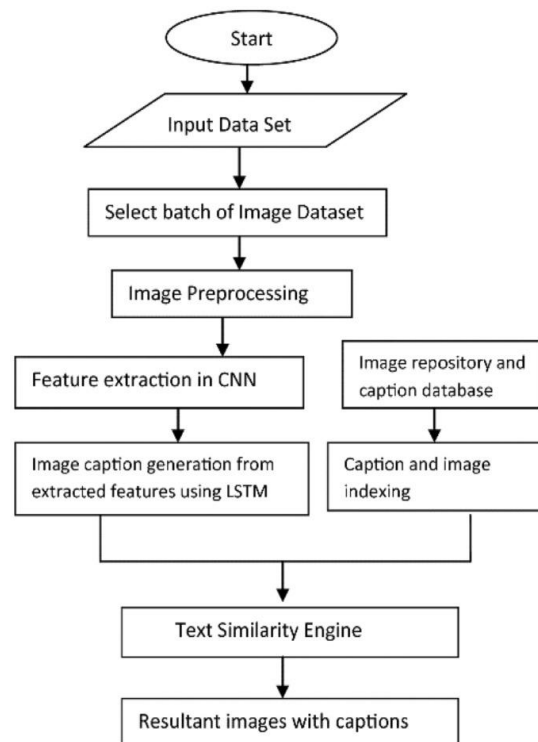 Start
Input Data Set
Select batch of Image Dataset
Image Preprocessing
Feature extraction in CNN
Image repository and
caption database
Image caption generation from
extracted features using LSTM
Caption and image
indexing
Text Similarity Engine
Resultant images with captions